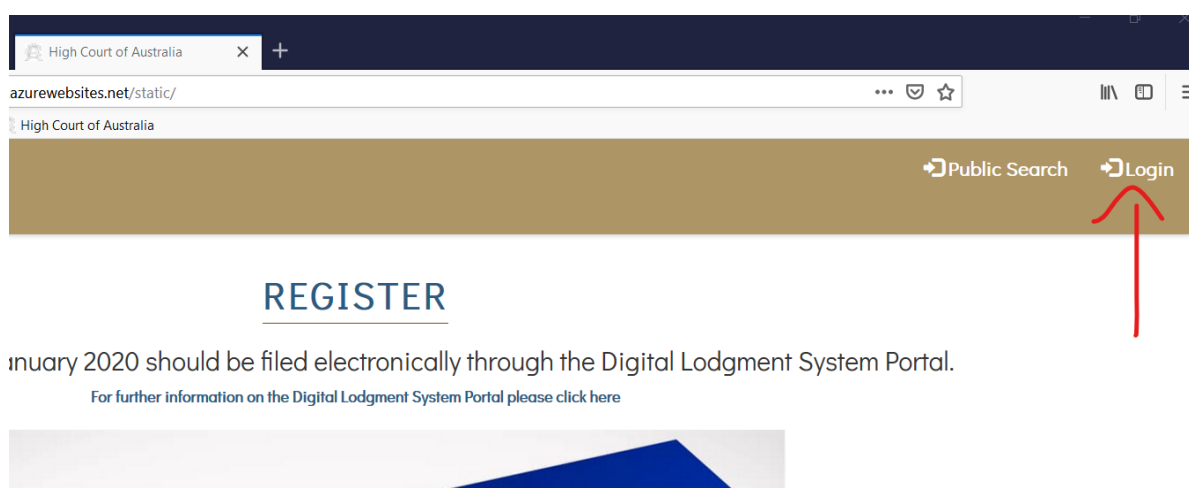 High Court of Australia
azurewebsites.net/static/
High Court of Australia
Public Search
Login
REGISTER
2020 should be filed electronically through the Digital Lodgment System Portal.
For further information on the Digital Lodgment System Portal please click here